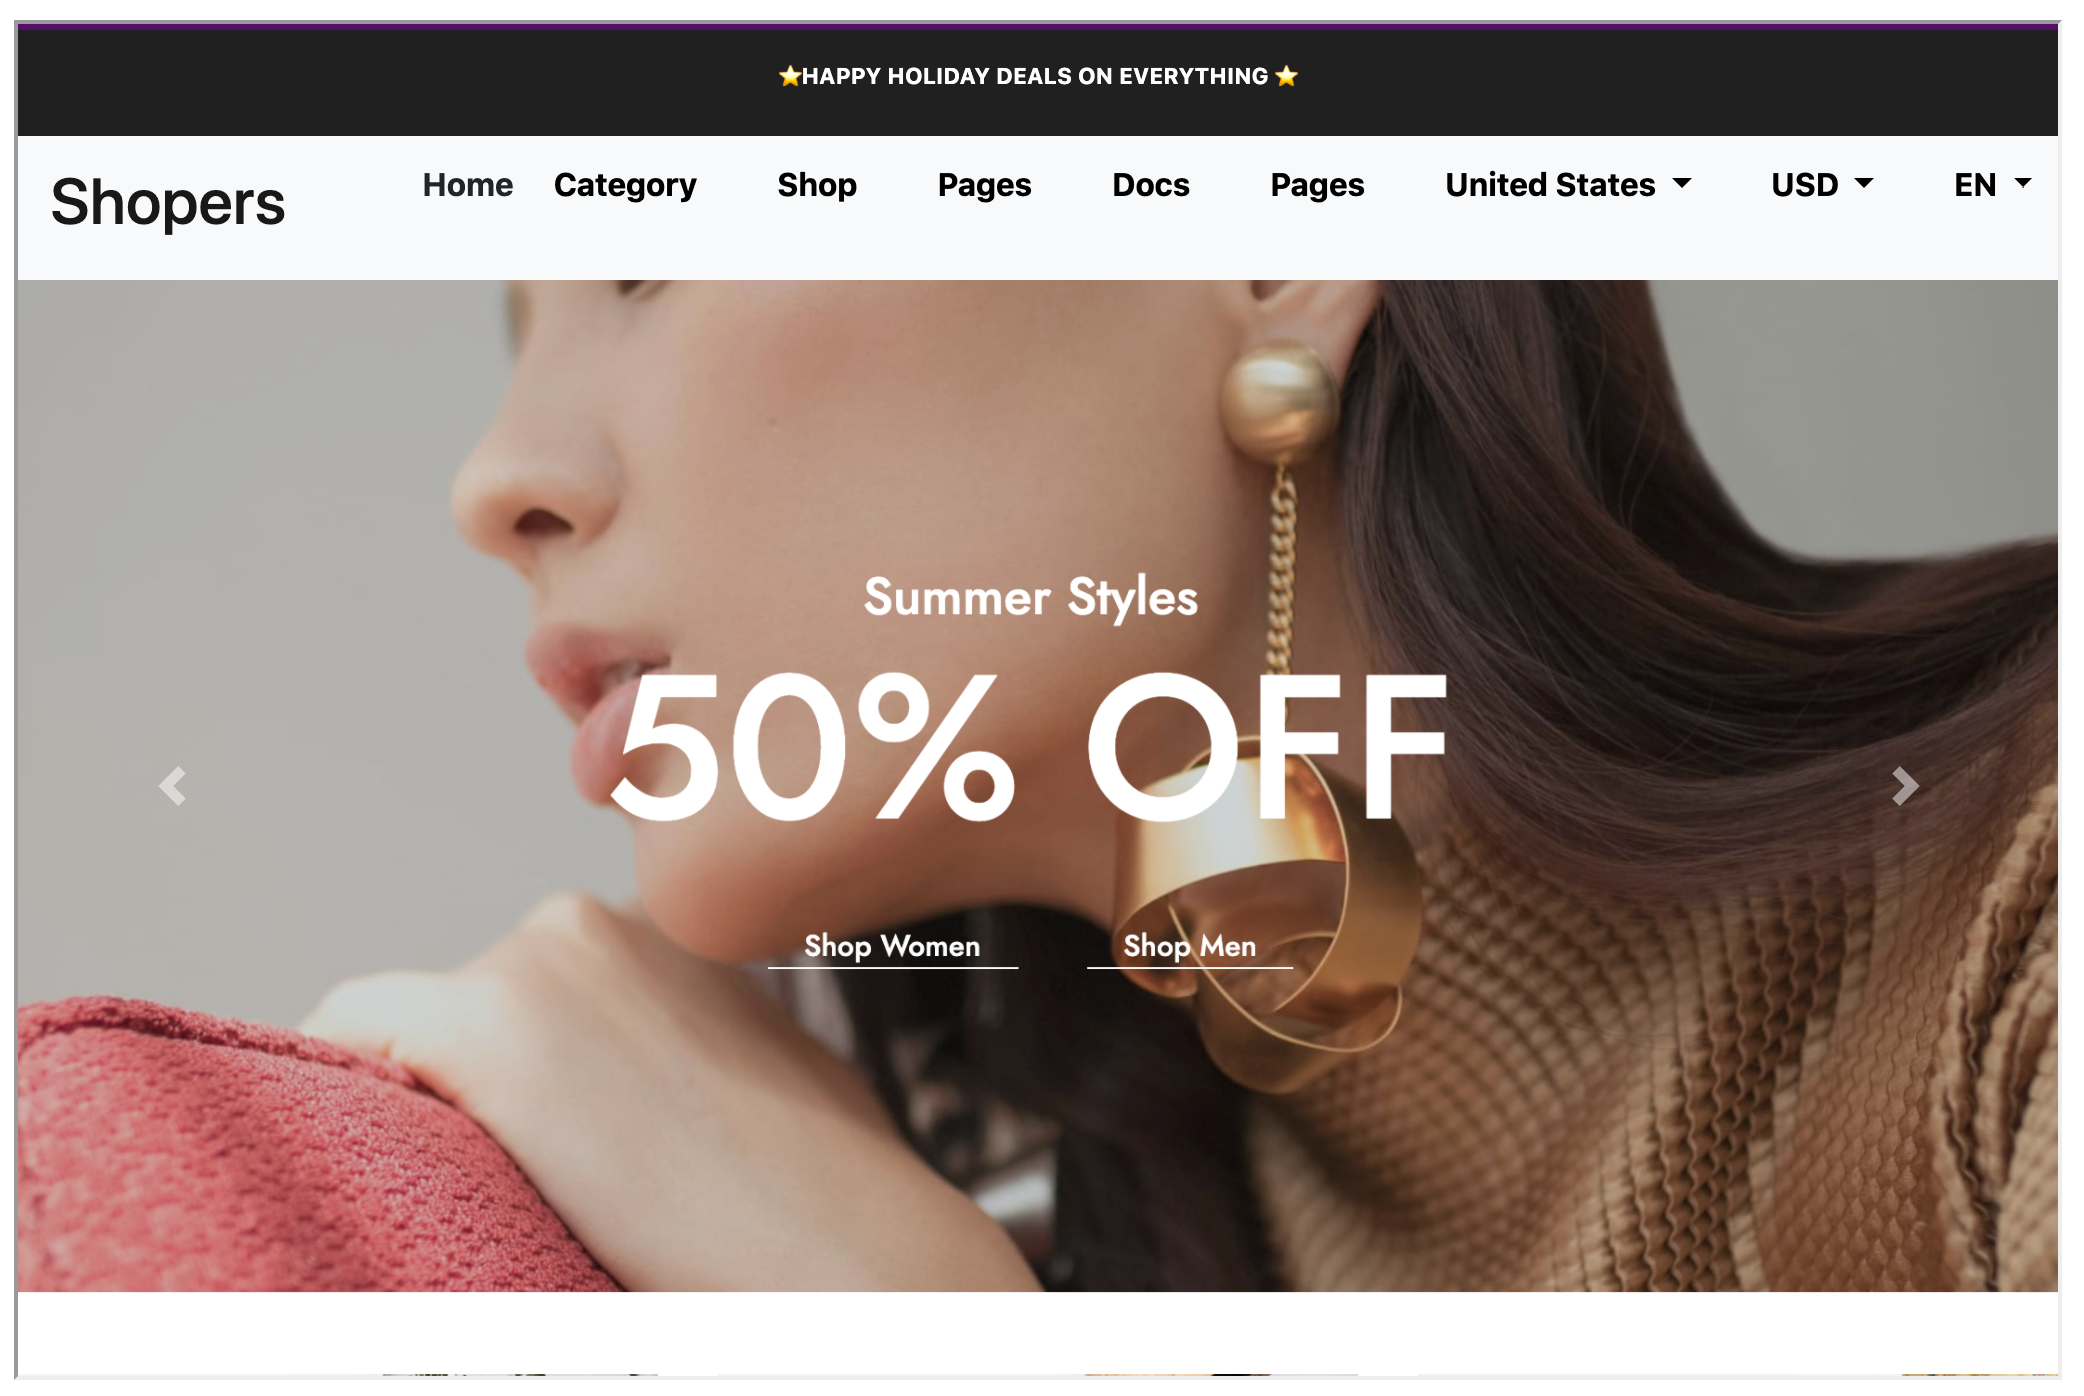 ⭐HAPPY HOLIDAY DEALS ON EVERYTHING ⭐
Shopers
Home Category Shop Pages Docs Pages United States USD EN
Summer Styles
50% OFF
Shop Women Shop Men